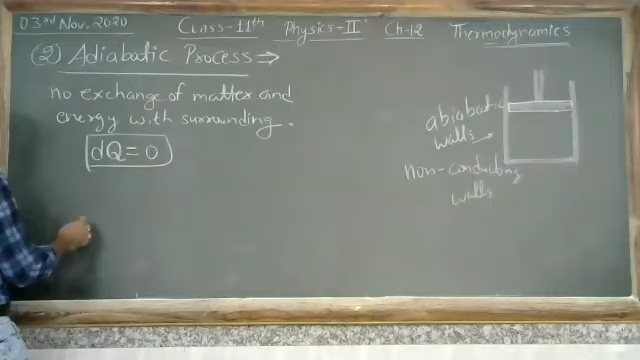 03rd Nov. 2020 Class-11th Physics-II Ch-12 Thermodynamics
(2) Adiabatic Process ⇒
no exchange of matter and
energy with surrounding.
dQ = 0
abiabatic
walls →
non-conducting
walls